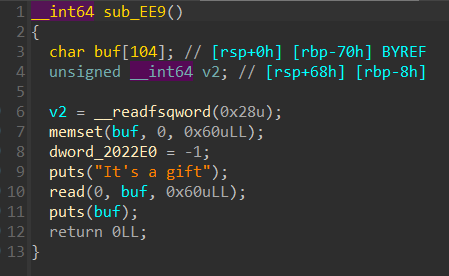 1 __int64 sub_EE9()
2 {
3 char buf[104]; // [rsp+0h] [rbp-70h] BYREF
4 unsigned __int64 v2; // [rsp+68h] [rbp-8h]
5
6 v2 = __readfsqword(0x28u);
7 memset(buf, 0, 0x60uLL);
8 dword_2022E0 = -1;
9 puts("It's a gift");
10 read(0, buf, 0x60uLL);
11 puts(buf);
12 return 0LL;
13 }